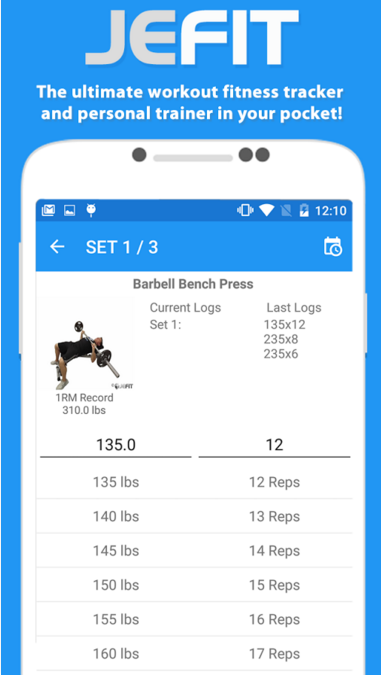 JEFIT
The ultimate workout fitness tracker
and personal trainer in your pocket!
12:10
SET 1 / 3
Barbell Bench Press
Current Logs Last Logs
Set 1: 135x12
235x8
235x6
JEFIT
1RM Record
310.0 lbs
135.0 12
135 lbs 12 Reps
140 lbs 13 Reps
145 lbs 14 Reps
150 lbs 15 Reps
155 lbs 16 Reps
160 lbs 17 Reps